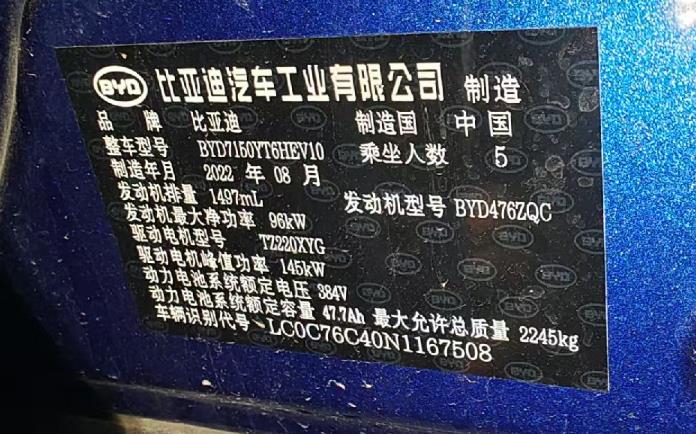 BYD 比亚迪汽车工业有限公司 制造
品牌 比亚迪 制造国 中国
整车型号 BYD7150YT6HEV10 乘坐人数 5
制造年月 2022 年 08 月
发动机排量 1497mL 发动机型号 BYD476ZQC
发动机最大净功率 96kW
驱动电机型号 TZ220XYG
驱动电机峰值功率 145kW
动力电池系统额定电压 384V
动力电池系统额定容量 47.7Ah 最大允许总质量 2245kg
车辆识别代号 LC0C76C40N1167508